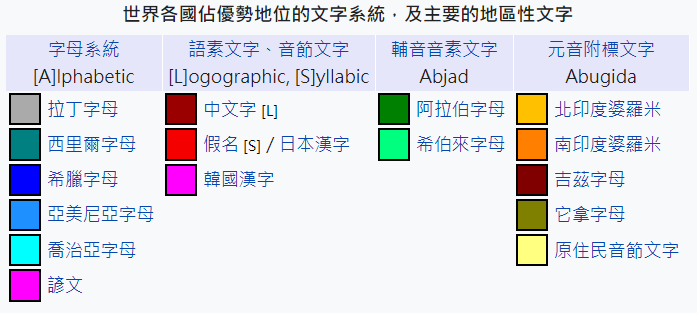 世界各國佔優勢地位的文字系統，及主要的地區性文字
字母系統 語素文字、音節文字 輔音音素文字 元音附標文字
[A]lphabetic [L]ogographic, [S]yllabic Abjad Abugida
拉丁字母 中文字 [L] 阿拉伯字母 北印度婆羅米
西里爾字母 假名 [S] / 日本漢字 希伯來字母 南印度婆羅米
希臘字母 韓國漢字 吉茲字母
亞美尼亞字母 它拿字母
喬治亞字母 原住民音節文字
諺文